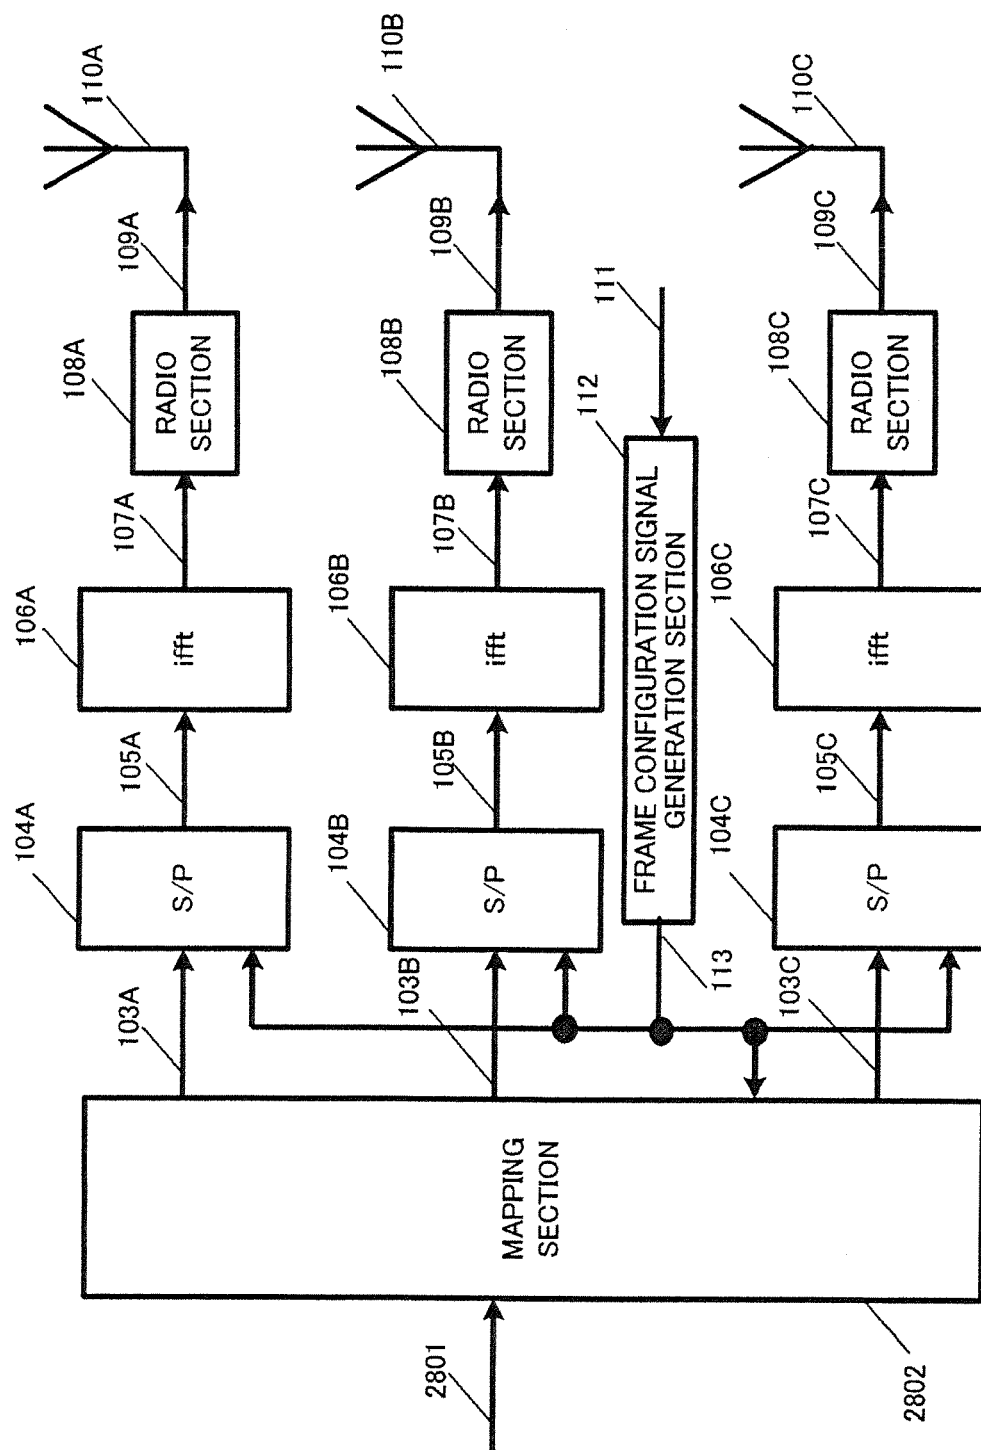 110A
109A
RADIO
SECTION
108A
107A
106A
ifft
105A
104A
S/P
103A
110B
109B
RADIO
SECTION
108B
107B
106B
ifft
105B
104B
S/P
103B
111
112
FRAME CONFIGURATION SIGNAL
GENERATION SECTION
113
110C
109C
RADIO
SECTION
108C
107C
106C
ifft
105C
104C
S/P
103C
MAPPING
SECTION
2801
2802